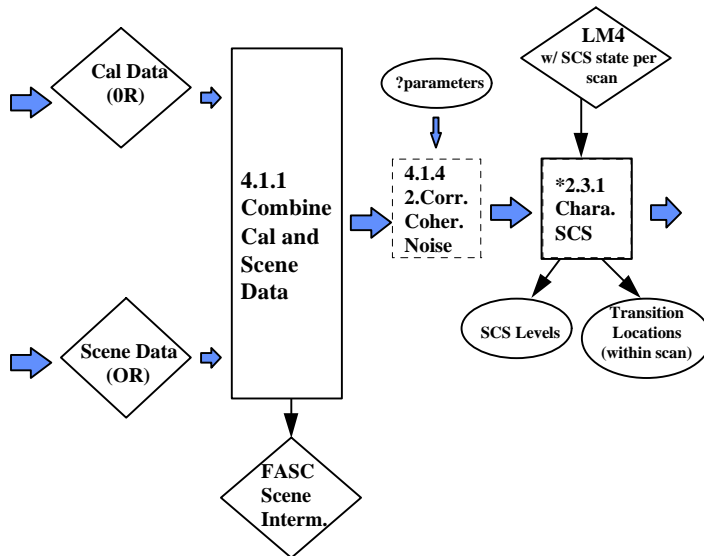 Cal Data
(0R)
4.1.1
Combine
Cal and
Scene
Data
Scene Data
(OR)
FASC
Scene
Interm.
?parameters
4.1.4
2.Corr.
Coher.
Noise
LM4
w/ SCS state per
scan
*2.3.1
Chara.
SCS
SCS Levels
Transition
Locations
(within scan)